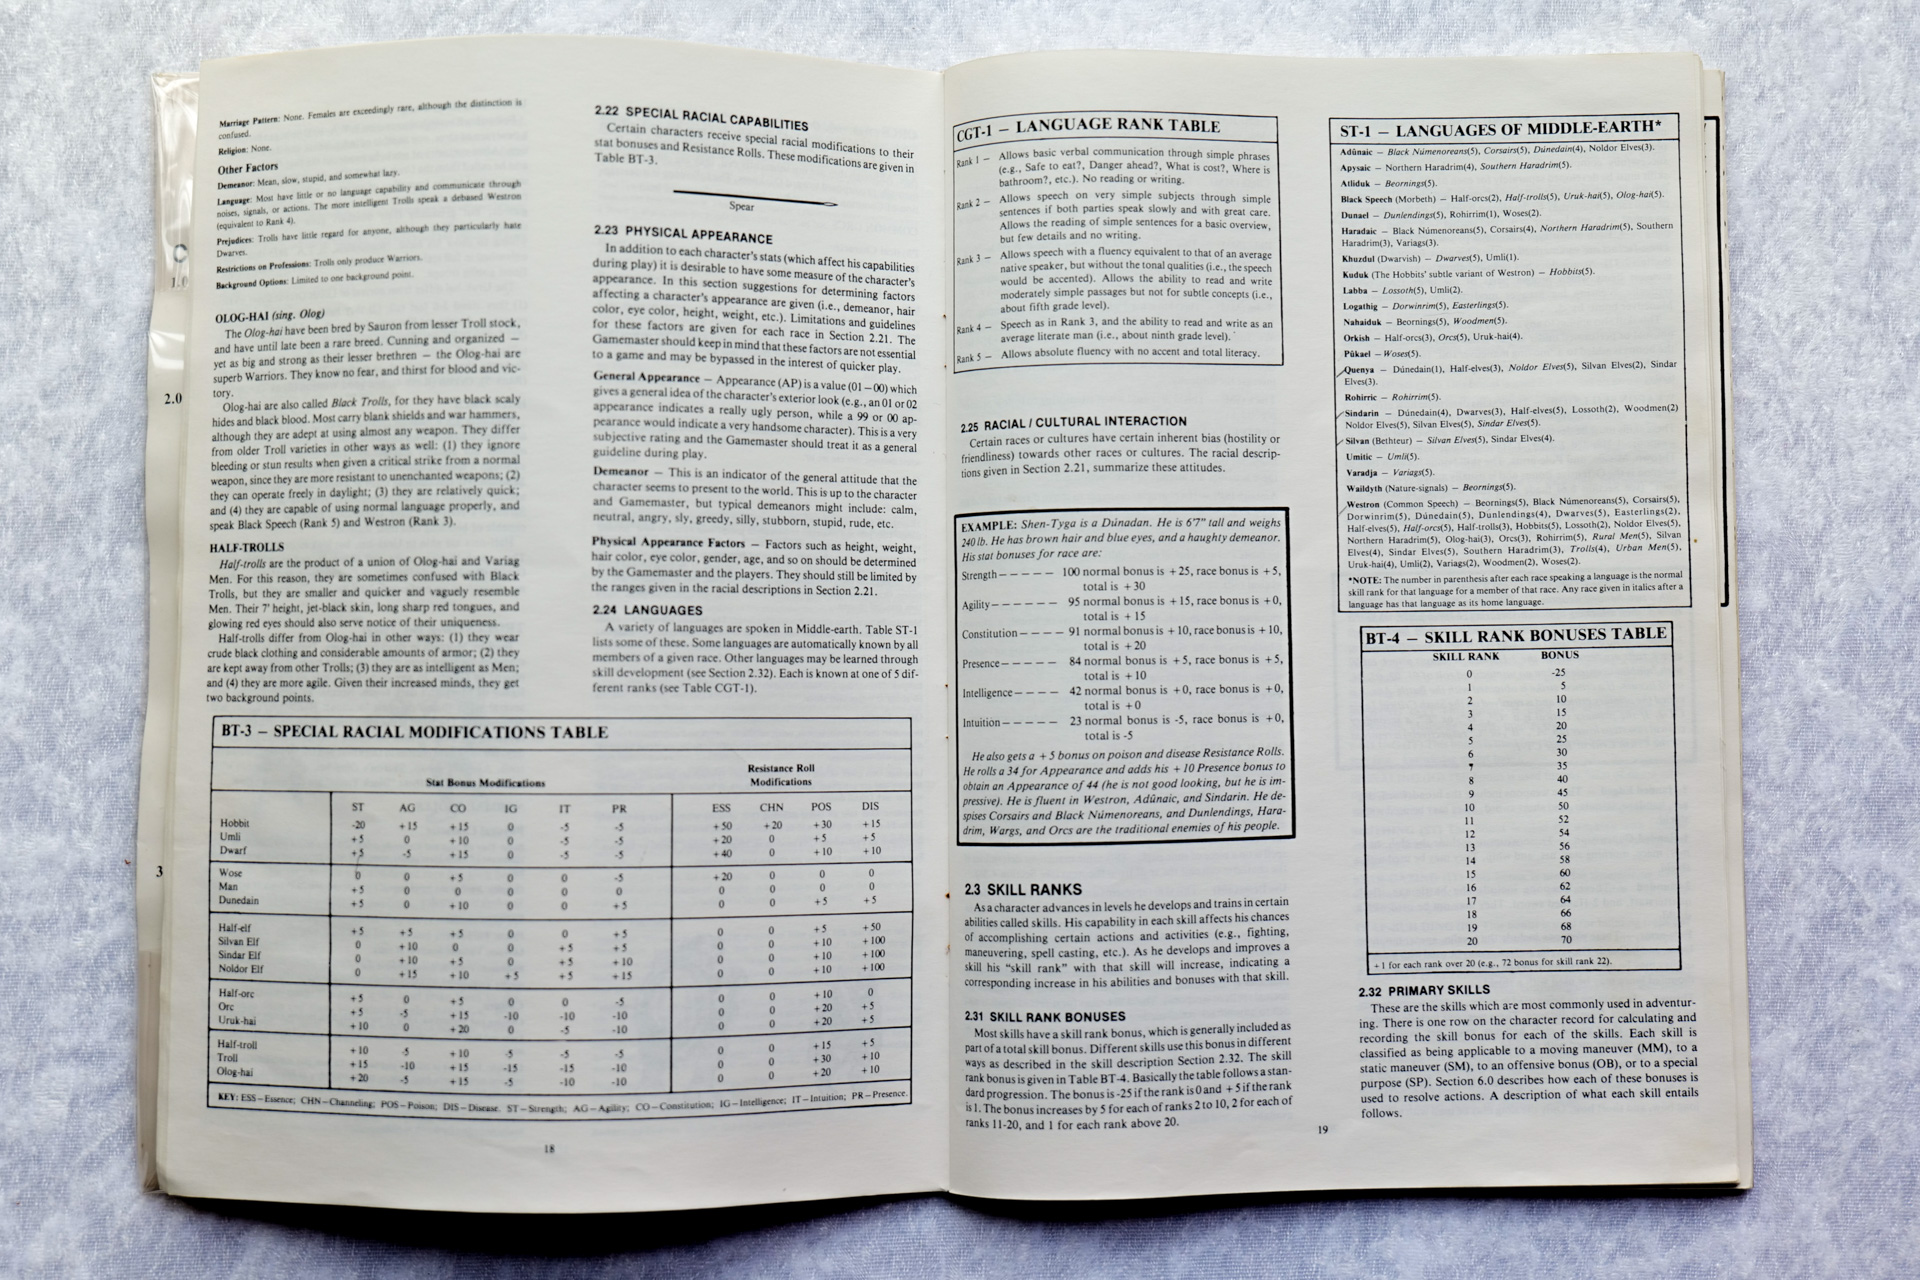 Marriage Pattern: None. Females are exceedingly rare, although the distinction is
confused.
Religion: None.
Other Factors
Demeanor: Mean, slow, stupid, and somewhat lazy.
Language: Most have little or no language capability and communicate through
noises, signals, or actions. The more intelligent Trolls speak a debased Westron
(equivalent to Rank 4).
Prejudices: Trolls have little regard for anyone, although they particularly hate
Dwarves.
Restrictions on Professions: Trolls only produce Warriors.
Background Options: Limited to one background point.
OLOG-HAI (sing. Olog)
The Olog-hai have been bred by Sauron from lesser Troll stock,
and have until late been a rare breed. Cunning and organized —
yet as big and strong as their lesser brethren — the Olog-hai are
superb Warriors. They know no fear, and thirst for blood and vic-
tory.
Olog-hai are also called Black Trolls, for they have black scaly
hides and black blood. Most carry blank shields and war hammers,
although they are adept at using almost any weapon. They differ
from older Troll varieties in other ways as well: (1) they ignore
bleeding or stun results when given a critical strike from a normal
weapon, since they are more resistant to unenchanted weapons; (2)
they can operate freely in daylight; (3) they are relatively quick;
and (4) they are capable of using normal language properly, and
speak Black Speech (Rank 5) and Westron (Rank 3).
HALF-TROLLS
Half-trolls are the product of a union of Olog-hai and Variag
Men. For this reason, they are sometimes confused with Black
Trolls, but they are smaller and quicker and vaguely resemble
Men. Their 7' height, jet-black skin, long sharp red tongues, and
glowing red eyes should also serve notice of their uniqueness.
Half-trolls differ from Olog-hai in other ways: (1) they wear
crude black clothing and considerable amounts of armor; (2) they
are kept away from other Trolls; (3) they are as intelligent as Men;
and (4) they are more agile. Given their increased minds, they get
two background points.
2.22 SPECIAL RACIAL CAPABILITIES
Certain characters receive special racial modifications to their
stat bonuses and Resistance Rolls. These modifications are given in
Table BT-3.
Spear
2.23 PHYSICAL APPEARANCE
In addition to each character's stats (which affect his capabilities
during play) it is desirable to have some measure of the character's
appearance. In this section suggestions for determining factors
affecting a character's appearance are given (i.e., demeanor, hair
color, eye color, height, weight, etc.). Limitations and guidelines
for these factors are given for each race in Section 2.21. The
Gamemaster should keep in mind that these factors are not essential
to a game and may be bypassed in the interest of quicker play.
General Appearance — Appearance (AP) is a value (01 — 00) which
gives a general idea of the character's exterior look (e.g., an 01 or 02
appearance indicates a really ugly person, while a 99 or 00 ap-
pearance would indicate a very handsome character). This is a very
subjective rating and the Gamemaster should treat it as a general
guideline during play.
Demeanor — This is an indicator of the general attitude that the
character seems to present to the world. This is up to the character
and Gamemaster, but typical demeanors might include: calm,
neutral, angry, sly, greedy, silly, stubborn, stupid, rude, etc.
Physical Appearance Factors — Factors such as height, weight,
hair color, eye color, gender, age, and so on should be determined
by the Gamemaster and the players. They should still be limited by
the ranges given in the racial descriptions in Section 2.21.
2.24 LANGUAGES
A variety of languages are spoken in Middle-earth. Table ST-1
lists some of these. Some languages are automatically known by all
members of a given race. Other languages may be learned through
skill development (see Section 2.32). Each is known at one of 5 dif-
ferent ranks (see Table CGT-1).
BT-3 — SPECIAL RACIAL MODIFICATIONS TABLE
Stat Bonus Modifications
Resistance Roll
Modifications
ST AG CO IG IT PR ESS CHN POS DIS
Hobbit -20 +15 +15 0 -5 -5 +50 +20 +30 +15
Umli +5 0 +10 0 -5 -5 +20 0 +5 +5
Dwarf +5 -5 +15 0 -5 -5 +40 0 +10 +10
Wose 0 0 +5 0 0 -5 +20 0 0 0
Man +5 0 0 0 0 0 0 0 0 0
Dunedain +5 0 +10 0 0 +5 0 0 +5 +5
Half-elf +5 +5 +5 0 0 +5 0 0 +5 +50
Silvan Elf 0 +10 0 0 +5 +5 0 0 +10 +100
Sindar Elf 0 +10 +5 0 +5 +10 0 0 +10 +100
Noldor Elf 0 +15 +10 +5 +5 +15 0 0 +10 +100
Half-orc +5 0 +5 0 0 -5 0 0 +10 0
Orc +5 -5 +15 -10 -10 -10 0 0 +20 +5
Uruk-hai +10 0 +20 0 -5 -10 0 0 +20 +5
Half-troll +10 -5 +10 -5 -5 -5 0 0 +15 +5
Troll +15 -10 +15 -15 -15 -10 0 0 +30 +10
Olog-hai +20 -5 +15 -5 -10 -10 0 0 +20 +10
KEY: ESS—Essence; CHN—Channeling; POS—Poison; DIS—Disease. ST—Strength; AG—Agility; CO—Constitution; IG—Intelligence; IT—Intuition; PR—Presence.
18
1.0
2.0
3
CGT-1 — LANGUAGE RANK TABLE
Rank 1 — Allows basic verbal communication through simple phrases
(e.g., Safe to eat?, Danger ahead?, What is cost?, Where is
bathroom?, etc.). No reading or writing.
Rank 2 — Allows speech on very simple subjects through simple
sentences if both parties speak slowly and with great care.
Allows the reading of simple sentences for a basic overview,
but few details and no writing.
Rank 3 — Allows speech with a fluency equivalent to that of an average
native speaker, but without the tonal qualities (i.e., the speech
would be accented). Allows the ability to read and write
moderately simple passages but not for subtle concepts (i.e.,
about fifth grade level).
Rank 4 — Speech as in Rank 3, and the ability to read and write as an
average literate man (i.e., about ninth grade level).
Rank 5 — Allows absolute fluency with no accent and total literacy.
2.25 RACIAL / CULTURAL INTERACTION
Certain races or cultures have certain inherent bias (hostility or
friendliness) towards other races or cultures. The racial descrip-
tions given in Section 2.21, summarize these attitudes.
EXAMPLE: Shen-Tyga is a Dúnadan. He is 6'7" tall and weighs
240 lb. He has brown hair and blue eyes, and a haughty demeanor.
His stat bonuses for race are:
Strength — — — — — 100 normal bonus is +25, race bonus is +5,
total is +30
Agility — — — — — — 95 normal bonus is +15, race bonus is +0,
total is +15
Constitution — — — — 91 normal bonus is +10, race bonus is +10,
total is +20
Presence — — — — — 84 normal bonus is +5, race bonus is +5,
total is +10
Intelligence — — — — 42 normal bonus is +0, race bonus is +0,
total is +0
Intuition — — — — — 23 normal bonus is -5, race bonus is +0,
total is -5
He also gets a +5 bonus on poison and disease Resistance Rolls.
He rolls a 34 for Appearance and adds his +10 Presence bonus to
obtain an Appearance of 44 (he is not good looking, but he is im-
pressive). He is fluent in Westron, Adûnaic, and Sindarin. He de-
spises Corsairs and Black Númenoreans, and Dunlendings, Hara-
drim, Wargs, and Orcs are the traditional enemies of his people.
2.3 SKILL RANKS
As a character advances in levels he develops and trains in certain
abilities called skills. His capability in each skill affects his chances
of accomplishing certain actions and activities (e.g., fighting,
maneuvering, spell casting, etc.). As he develops and improves a
skill his "skill rank" with that skill will increase, indicating a
corresponding increase in his abilities and bonuses with that skill.
2.31 SKILL RANK BONUSES
Most skills have a skill rank bonus, which is generally included as
part of a total skill bonus. Different skills use this bonus in different
ways as described in the skill description Section 2.32. The skill
rank bonus is given in Table BT-4. Basically the table follows a stan-
dard progression. The bonus is -25 if the rank is 0 and +5 if the rank
is 1. The bonus increases by 5 for each of ranks 2 to 10, 2 for each of
ranks 11-20, and 1 for each rank above 20.
ST-1 — LANGUAGES OF MIDDLE-EARTH*
Adûnaic — Black Númenoreans(5), Corsairs(5), Dúnedain(4), Noldor Elves(3).
Apysaic — Northern Haradrim(4), Southern Haradrim(5).
Atliduk — Beornings(5).
Black Speech (Morbeth) — Half-orcs(2), Half-trolls(5), Uruk-hai(5), Olog-hai(5).
Dunael — Dunlendings(5), Rohirrim(1), Woses(2).
Haradaic — Black Númenoreans(5), Corsairs(4), Northern Haradrim(5), Southern
Haradrim(3), Variags(3).
Khuzdul (Dwarvish) — Dwarves(5), Umli(1).
Kuduk (The Hobbits' subtle variant of Westron) — Hobbits(5).
Labba — Lossoth(5), Umli(2).
Logathig — Dorwinrim(5), Easterlings(5).
Nahaiduk — Beornings(5), Woodmen(5).
Orkish — Half-orcs(3), Orcs(5), Uruk-hai(4).
Pûkael — Woses(5).
Quenya — Dúnedain(1), Half-elves(3), Noldor Elves(5), Silvan Elves(2), Sindar
Elves(3).
Rohirric — Rohirrim(5).
Sindarin — Dúnedain(4), Dwarves(3), Half-elves(5), Lossoth(2), Woodmen(2)
Noldor Elves(5), Silvan Elves(5), Sindar Elves(5).
Silvan (Bethteur) — Silvan Elves(5), Sindar Elves(4).
Umitic — Umli(5).
Varadja — Variags(5).
Waildyth (Nature-signals) — Beornings(5).
Westron (Common Speech) — Beornings(5), Black Númenoreans(5), Corsairs(5),
Dorwinrim(5), Dúnedain(5), Dunlendings(4), Dwarves(5), Easterlings(2),
Half-elves(5), Half-orcs(5), Half-trolls(3), Hobbits(5), Lossoth(2), Noldor Elves(5),
Northern Haradrim(5), Olog-hai(3), Orcs(3), Rohirrim(5), Rural Men(5), Silvan
Elves(4), Sindar Elves(5), Southern Haradrim(3), Trolls(4), Urban Men(5),
Uruk-hai(4), Umli(2), Variags(2), Woodmen(2), Woses(2).
*NOTE: The number in parenthesis after each race speaking a language is the normal
skill rank for that language for a member of that race. Any race given in italics after a
language has that language as its home language.
BT-4 — SKILL RANK BONUSES TABLE
SKILL RANK BONUS
0 -25
1 5
2 10
3 15
4 20
5 25
6 30
7 35
8 40
9 45
10 50
11 52
12 54
13 56
14 58
15 60
16 62
17 64
18 66
19 68
20 70
+1 for each rank over 20 (e.g., 72 bonus for skill rank 22).
2.32 PRIMARY SKILLS
These are the skills which are most commonly used in adventur-
ing. There is one row on the character record for calculating and
recording the skill bonus for each of the skills. Each skill is
classified as being applicable to a moving maneuver (MM), to a
static maneuver (SM), to an offensive bonus (OB), or to a special
purpose (SP). Section 6.0 describes how each of these bonuses is
used to resolve actions. A description of what each skill entails
follows.
19